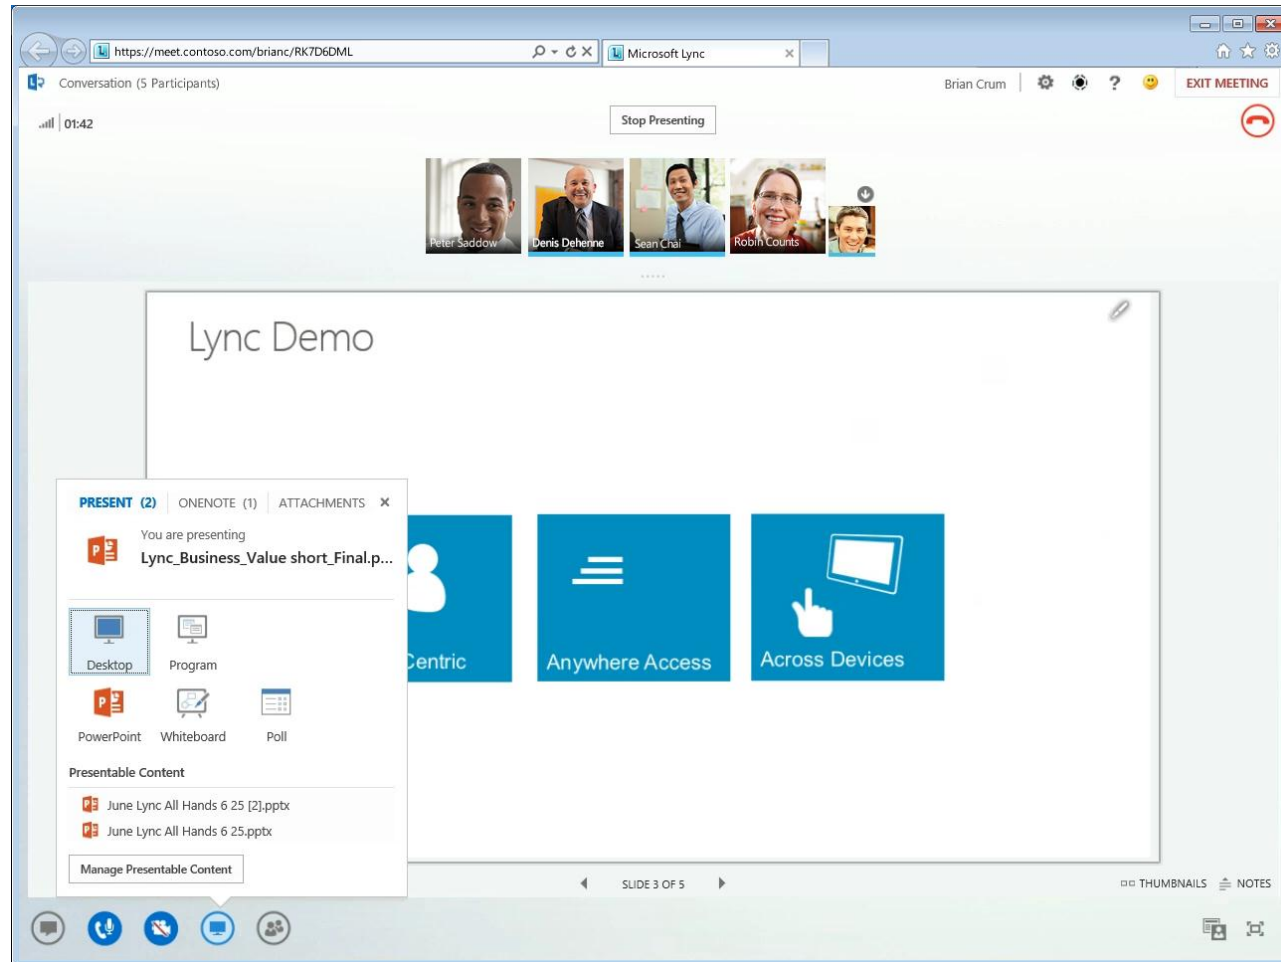 https://meet.contoso.com/brianc/RK7D6DML
Microsoft Lync
Conversation (5 Participants)
Brian Crum
?
EXIT MEETING
01:42
Stop Presenting
Peter Saddow
Denis Dehenne
Sean Chai
Robin Counts
Lync Demo
PRESENT (2)
ONENOTE (1)
ATTACHMENTS
You are presenting
Lync_Business_Value short_Final.p...
Desktop
Program
PowerPoint
Whiteboard
Poll
Presentable Content
June Lync All Hands 6 25 [2].pptx
June Lync All Hands 6 25.pptx
Manage Presentable Content
Centric
Anywhere Access
Across Devices
SLIDE 3 OF 5
THUMBNAILS
NOTES